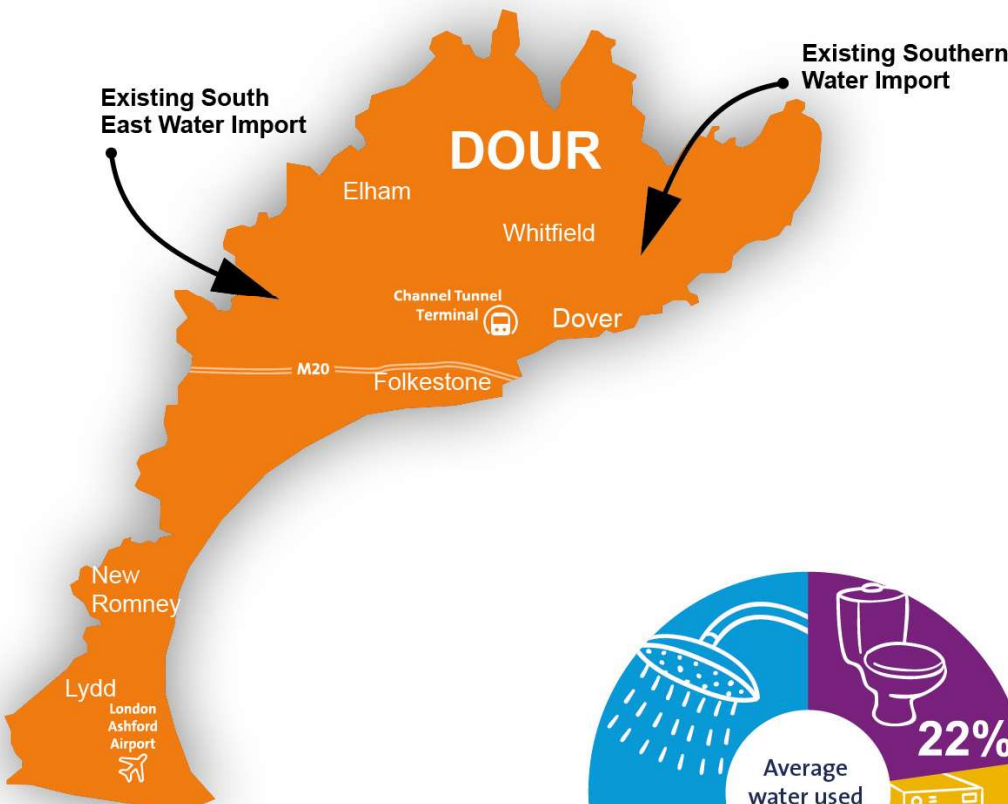 Existing South
East Water Import
Existing Southern
Water Import
DOUR
Elham
Whitfield
Channel Tunnel
Terminal
Dover
M20
Folkestone
New
Romney
Lydd
London
Ashford
Airport
22%
Average
water used